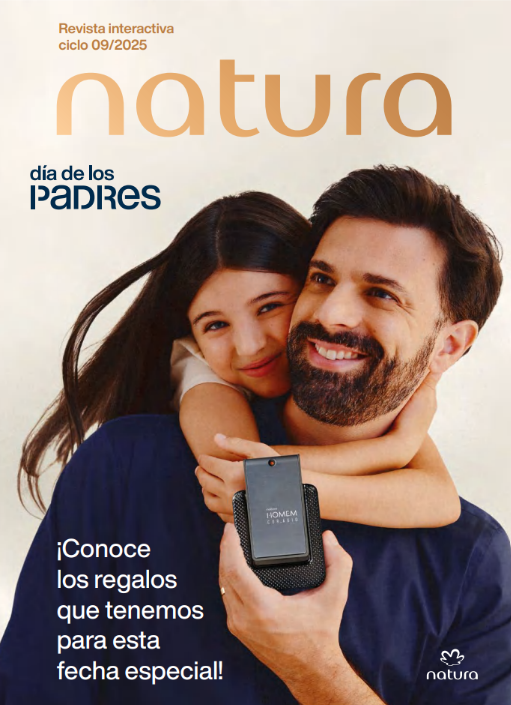 Revista interactiva
ciclo 09/2025
natura
día de los
PADRES
natura
HOMEM
¡Conoce
los regalos
que tenemos
para esta
fecha especial!
natura